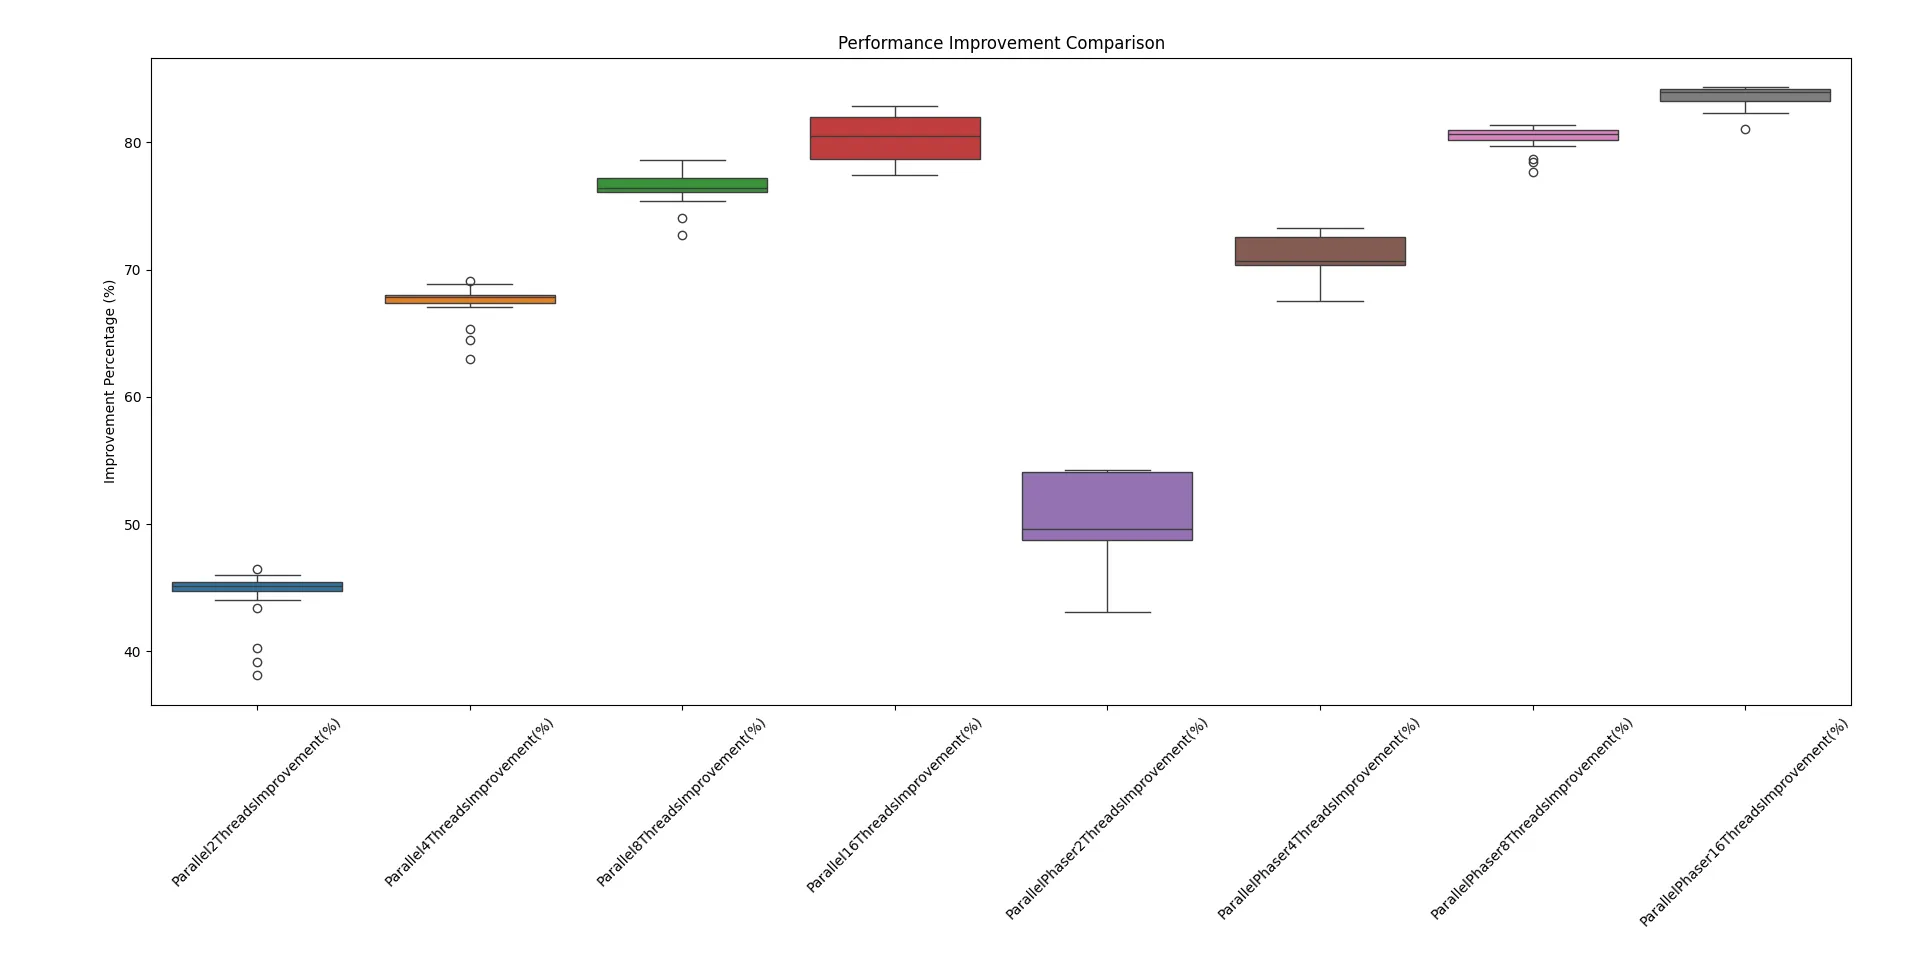 Performance Improvement Comparison
Improvement Percentage (%)
80
70
60
50
40
Parallel2ThreadsImprovement(%)
Parallel4ThreadsImprovement(%)
Parallel8ThreadsImprovement(%)
Parallel16ThreadsImprovement(%)
ParallelPhaser2ThreadsImprovement(%)
ParallelPhaser4ThreadsImprovement(%)
ParallelPhaser8ThreadsImprovement(%)
ParallelPhaser16ThreadsImprovement(%)